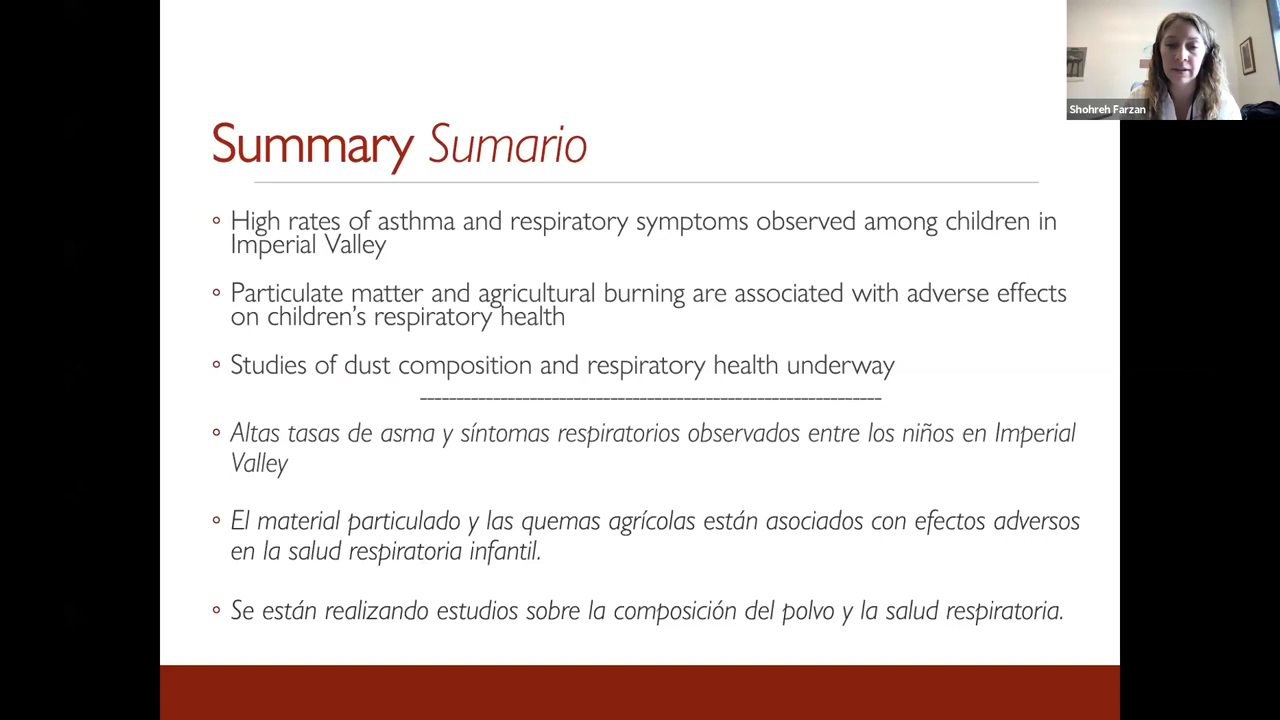 Shohreh Farzan
Summary Sumario
◦ High rates of asthma and respiratory symptoms observed among children in
Imperial Valley
◦ Particulate matter and agricultural burning are associated with adverse effects
on children’s respiratory health
◦ Studies of dust composition and respiratory health underway
◦ Altas tasas de asma y síntomas respiratorios observados entre los niños en Imperial
Valley
◦ El material particulado y las quemas agrícolas están asociados con efectos adversos
en la salud respiratoria infantil.
◦ Se están realizando estudios sobre la composición del polvo y la salud respiratoria.